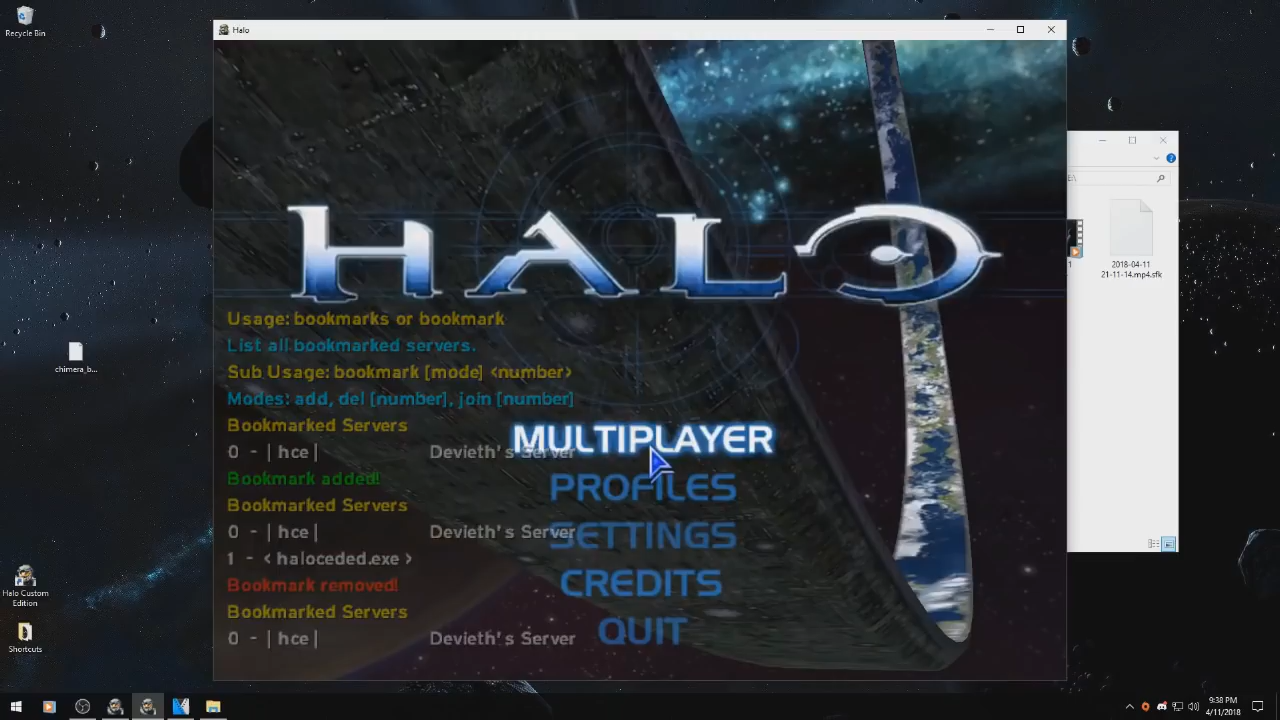 Recycle Bin
Halo
HALO
Usage: bookmarks or bookmark
List all bookmarked servers.
Sub Usage: bookmark [mode] <number>
Modes: add, del [number], join [number]
Bookmarked Servers
0 - | hce | Devieth's Server
Bookmark added!
Bookmarked Servers
0 - | hce | Devieth's Server
1 - < haloceded.exe >
Bookmark removed!
Bookmarked Servers
0 - | hce | Devieth's Server
MULTIPLAYER
PROFILES
SETTINGS
CREDITS
QUIT
chimera_b...
Halo Custom
Edition
Shortcuts
2018-04-11
21-11-14.mp4.sfk
9:38 PM
4/11/2018